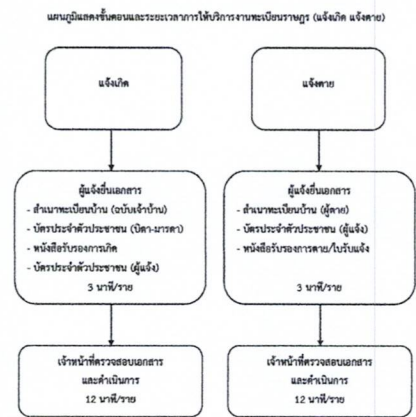 แผนภูมิแสดงขั้นตอนและระยะเวลาการให้บริการงานทะเบียนราษฎร (แจ้งเกิด แจ้งตาย)
แจ้งเกิด
ผู้แจ้งยื่นเอกสาร
- สำเนาทะเบียนบ้าน (ฉบับเจ้าบ้าน)
- บัตรประจำตัวประชาชน (บิดา-มารดา)
- หนังสือรับรองการเกิด
- บัตรประจำตัวประชาชน (ผู้แจ้ง)
3 นาที/ราย
เจ้าหน้าที่ตรวจสอบเอกสาร
และดำเนินการ
12 นาที/ราย
แจ้งตาย
ผู้แจ้งยื่นเอกสาร
- สำเนาทะเบียนบ้าน (ผู้ตาย)
- บัตรประจำตัวประชาชน (ผู้แจ้ง)
- หนังสือรับรองการตาย/ใบรับแจ้ง
3 นาที/ราย
เจ้าหน้าที่ตรวจสอบเอกสาร
และดำเนินการ
12 นาที/ราย